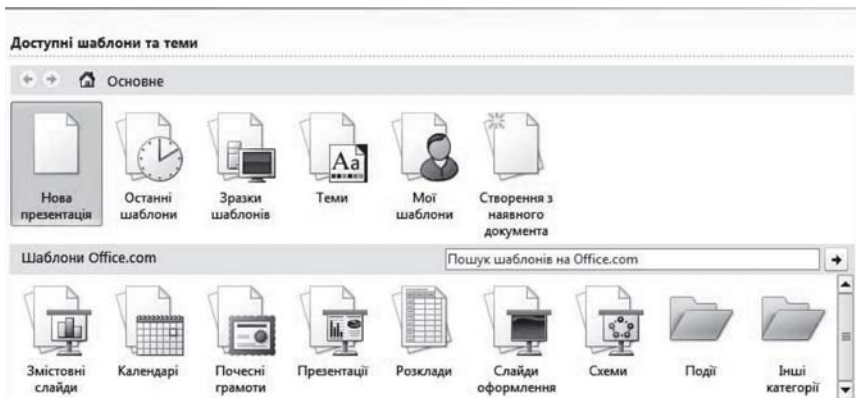 Доступні шаблони та теми
Основне
Нова презентація
Останні шаблони
Зразки шаблонів
Теми
Мої шаблони
Створення з наявного документа
Шаблони Office.com
Пошук шаблонів на Office.com
Змістовні слайди
Календарі
Почесні грамоти
Презентації
Розклади
Слайди оформлення
Схеми
Події
Інші категорії
Aa